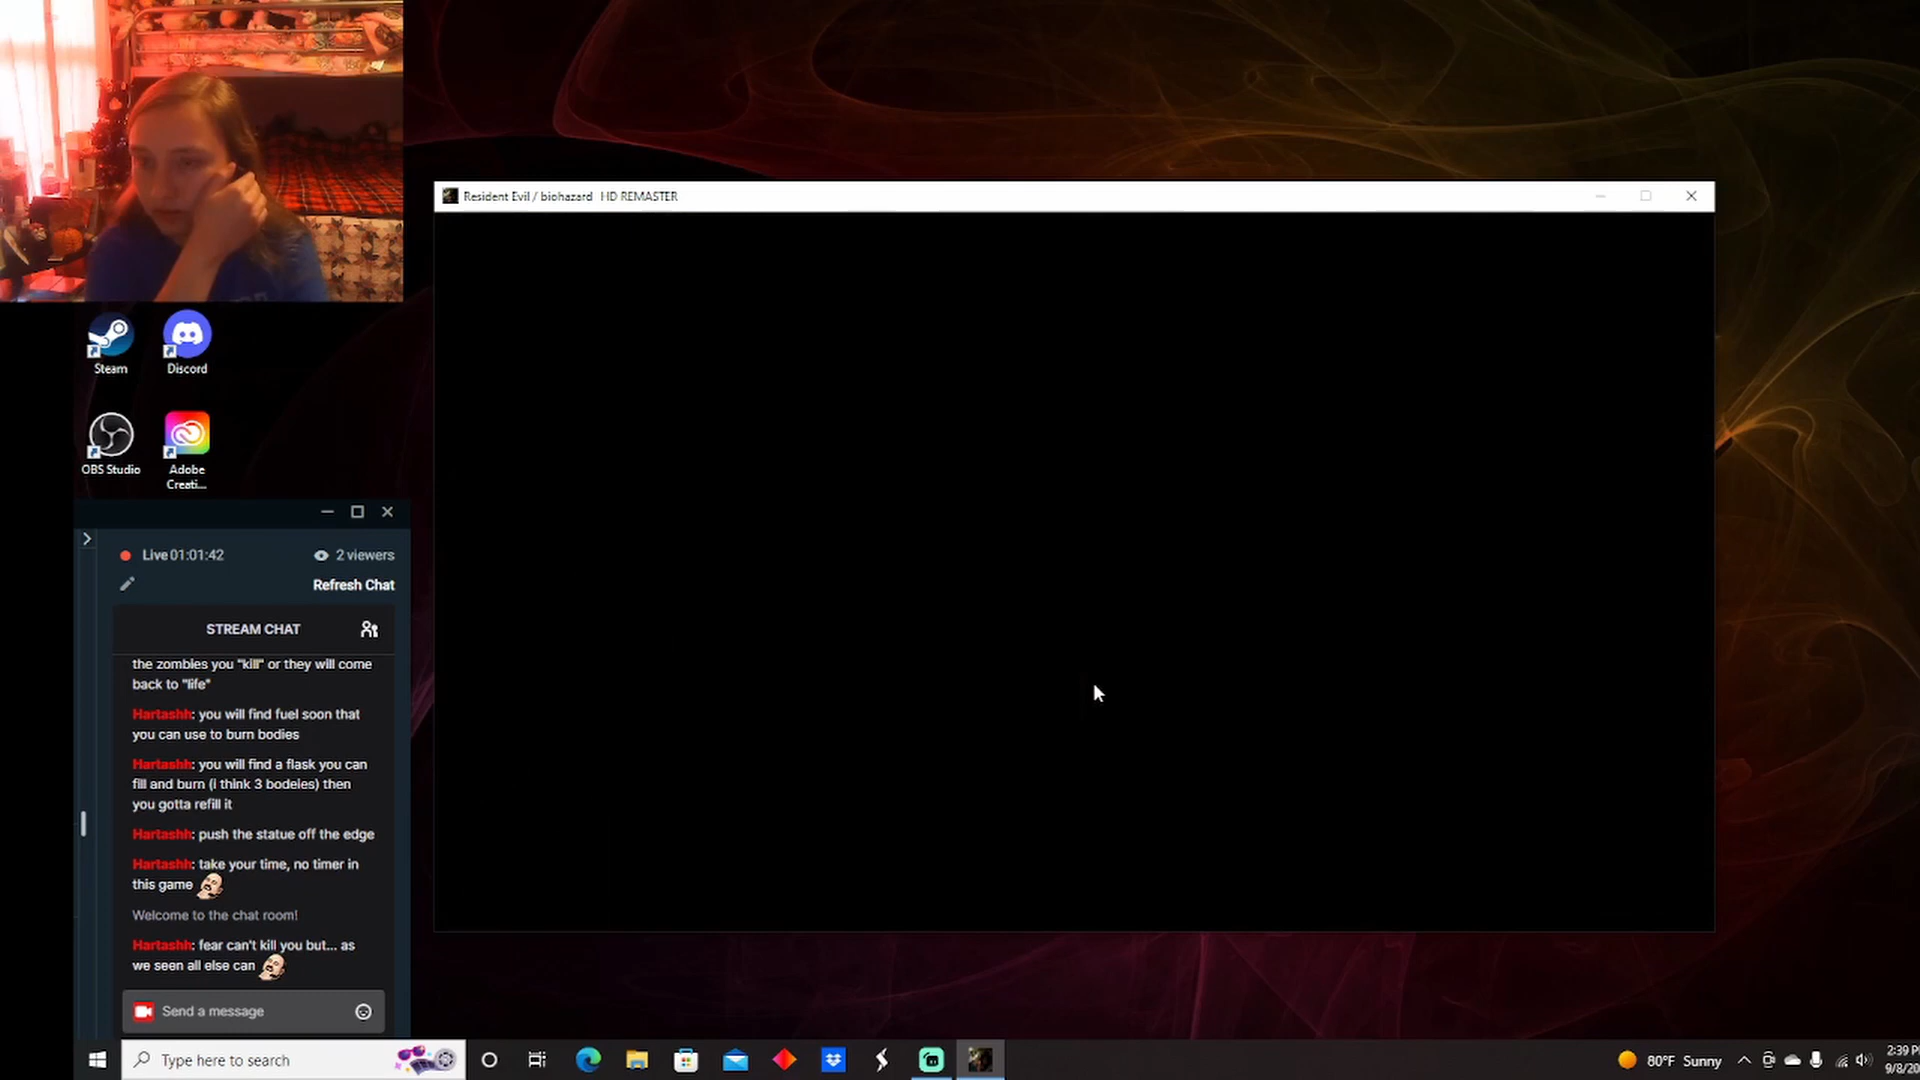 Resident Evil / biohazard HD REMASTER
Steam
Discord
OBS Studio
Adobe
Creati...
Live 01:01:42
2 viewers
Refresh Chat
STREAM CHAT
the zombies you "kill" or they will come
back to "life"
Hartashh: you will find fuel soon that
you can use to burn bodies
Hartashh: you will find a flask you can
fill and burn (i think 3 bodeies) then
you gotta refill it
Hartashh: push the statue off the edge
Hartashh: take your time, no timer in
this game
Welcome to the chat room!
Hartashh: fear can't kill you but... as
we seen all else can
Send a message
Type here to search
80°F Sunny
2:39 P
9/8/20